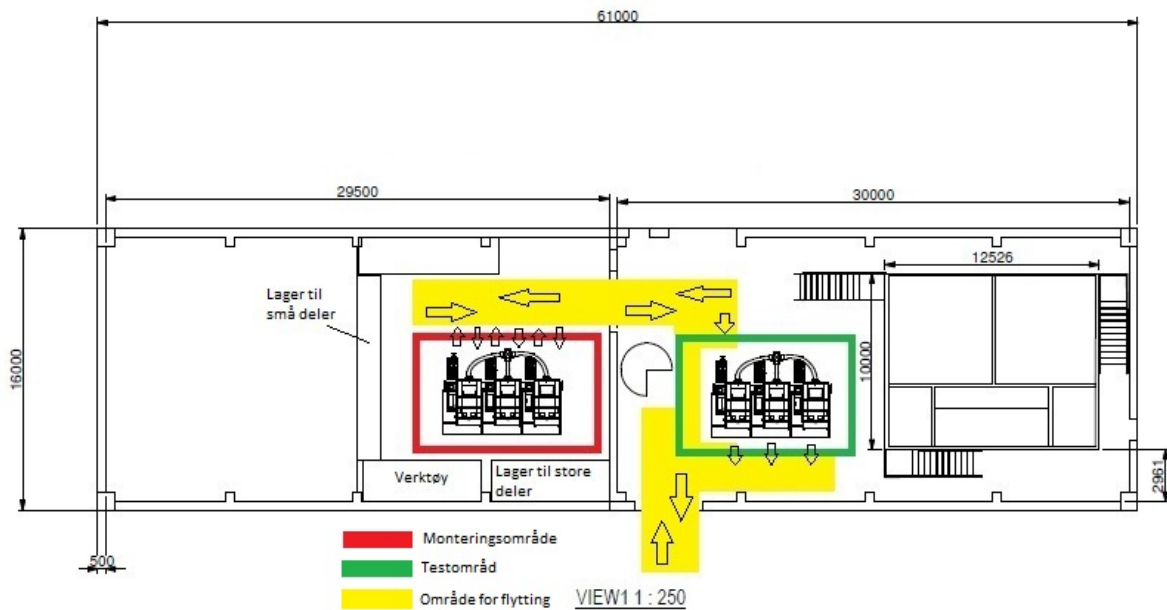 61000
29500
30000
12526
Lager til
små deler
16000
10000
Verktøy
Lager til store
deler
2961
500
Monteringsområde
Testområd
Område for flytting
VIEW1 1 : 250